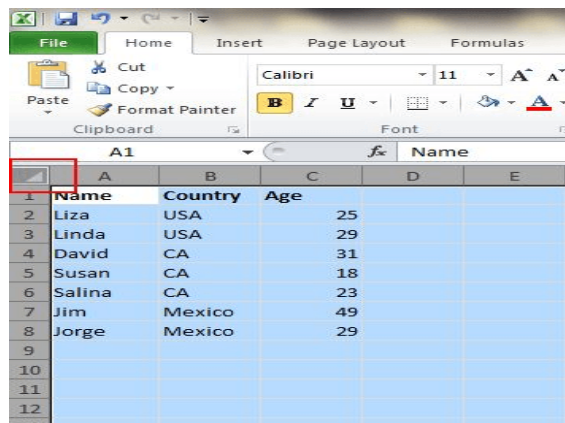 File Home Insert Page Layout Formulas
Cut
Calibri 11 A A
Copy
Paste
Format Painter
B I U A
Clipboard Font
A1 fx Name
A B C D E
1 Name Country Age
2 Liza USA 25
3 Linda USA 29
4 David CA 31
5 Susan CA 18
6 Salina CA 23
7 Jim Mexico 49
8 Jorge Mexico 29
9
10
11
12